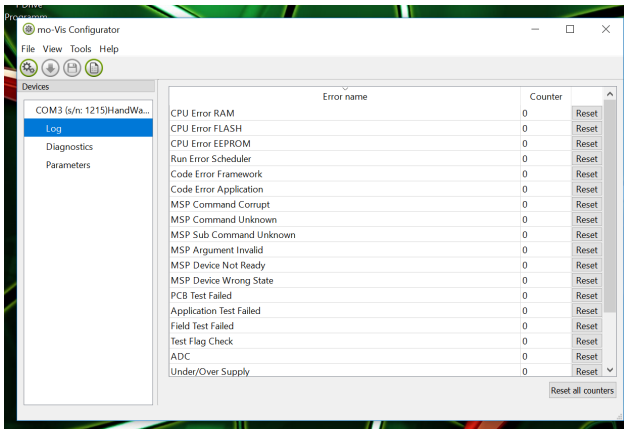 Programm
mo-Vis Configurator
File View Tools Help
Devices
COM3 (s/n: 1215)HandWa...
Log
Diagnostics
Parameters
Error name Counter
CPU Error RAM 0 Reset
CPU Error FLASH 0 Reset
CPU Error EEPROM 0 Reset
Run Error Scheduler 0 Reset
Code Error Framework 0 Reset
Code Error Application 0 Reset
MSP Command Corrupt 0 Reset
MSP Command Unknown 0 Reset
MSP Sub Command Unknown 0 Reset
MSP Argument Invalid 0 Reset
MSP Device Not Ready 0 Reset
MSP Device Wrong State 0 Reset
PCB Test Failed 0 Reset
Application Test Failed 0 Reset
Field Test Failed 0 Reset
Test Flag Check 0 Reset
ADC 0 Reset
Under/Over Supply 0 Reset
Reset all counters